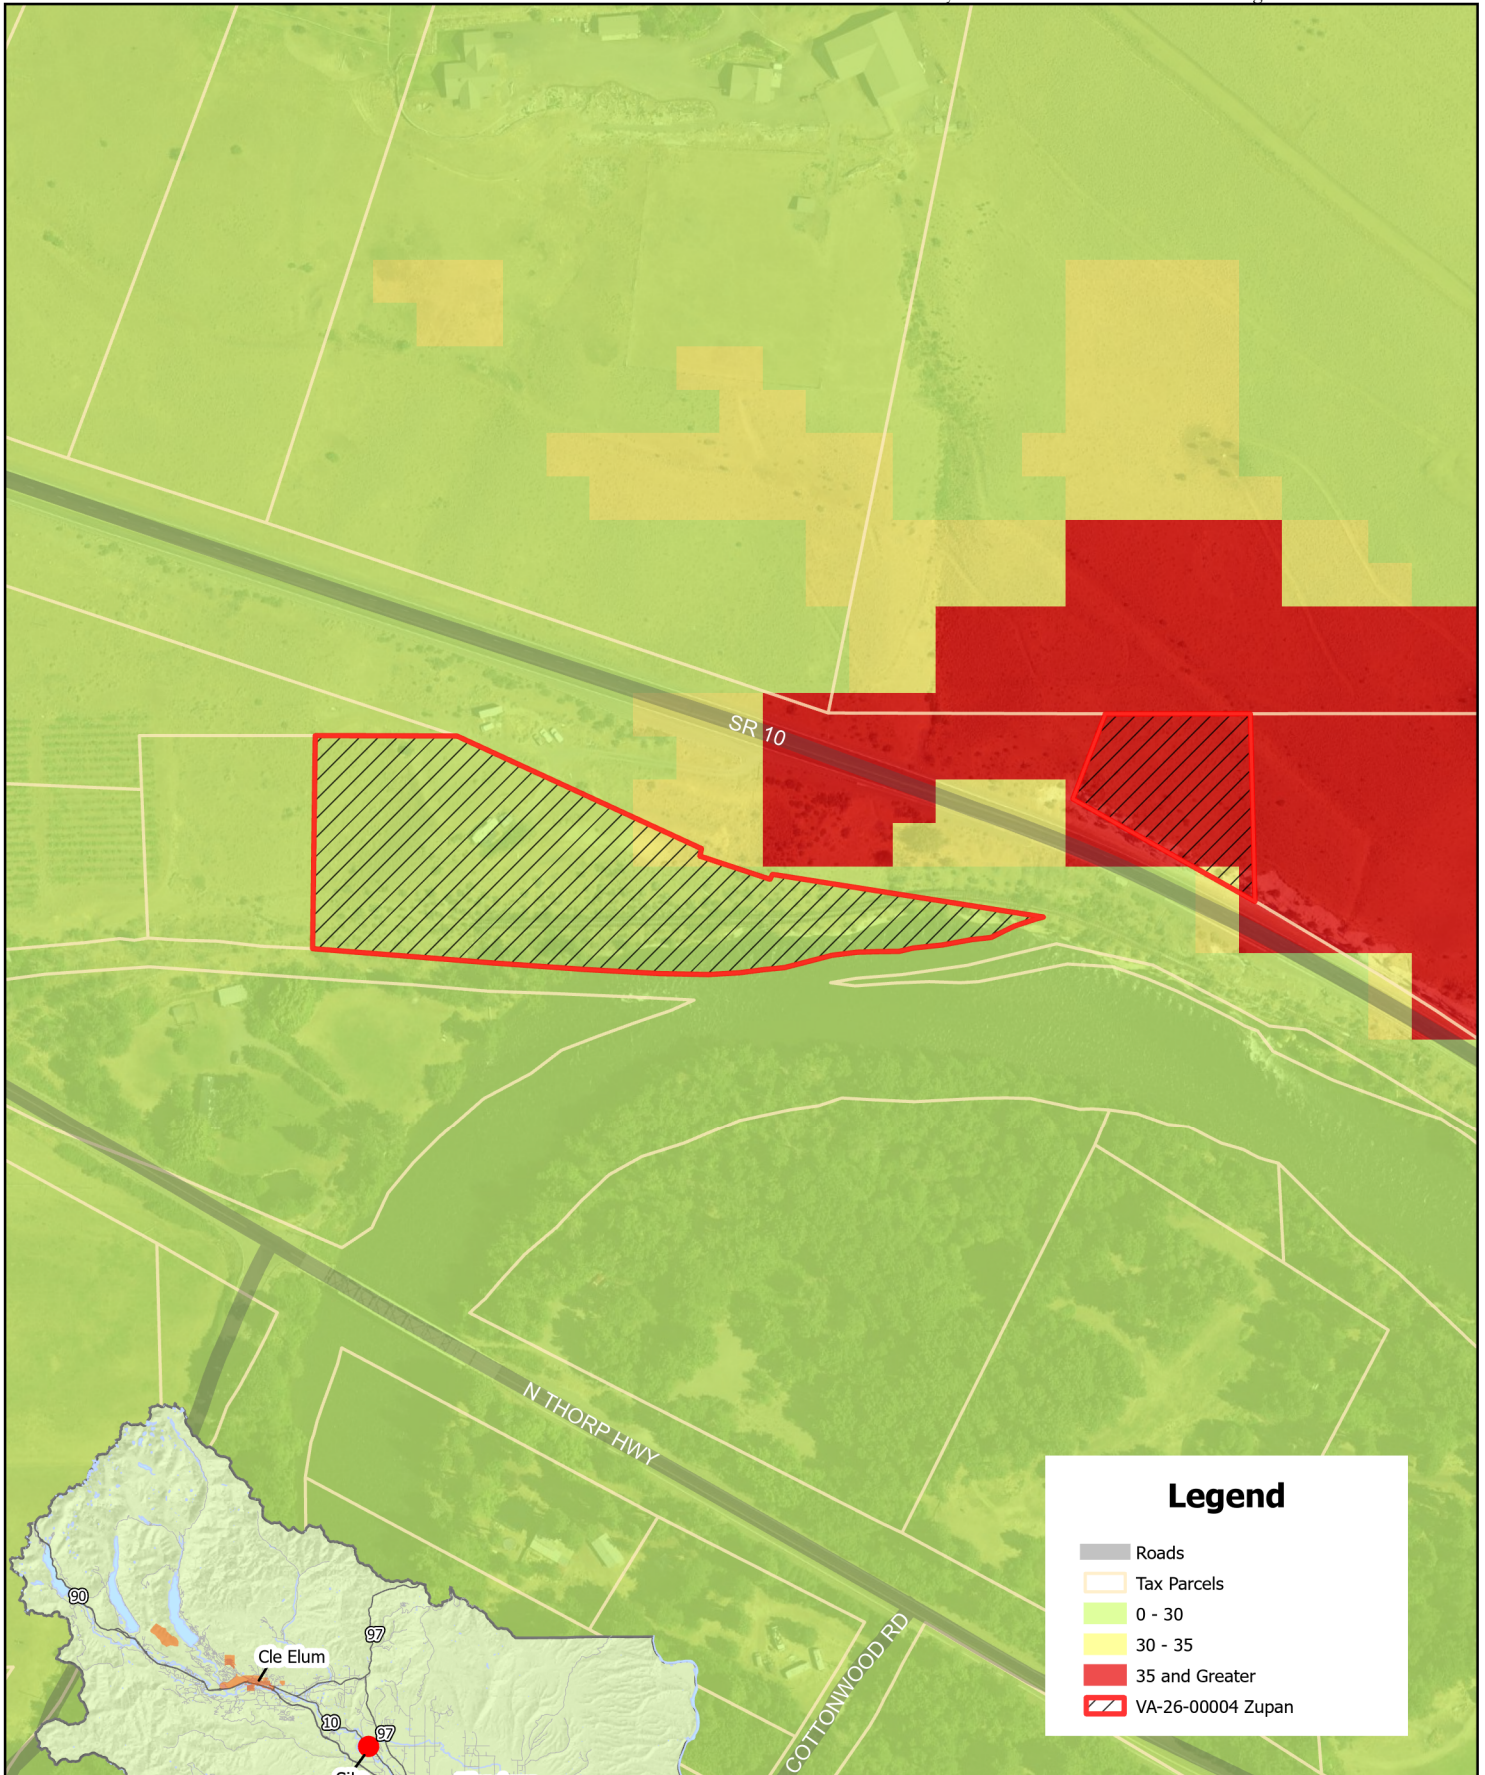 SR 10
N THORP HWY
COTTONWOOD RD
Legend
Roads
Tax Parcels
0 - 30
30 - 35
35 and Greater
VA-26-00004 Zupan
90
97
Cle Elum
10
97